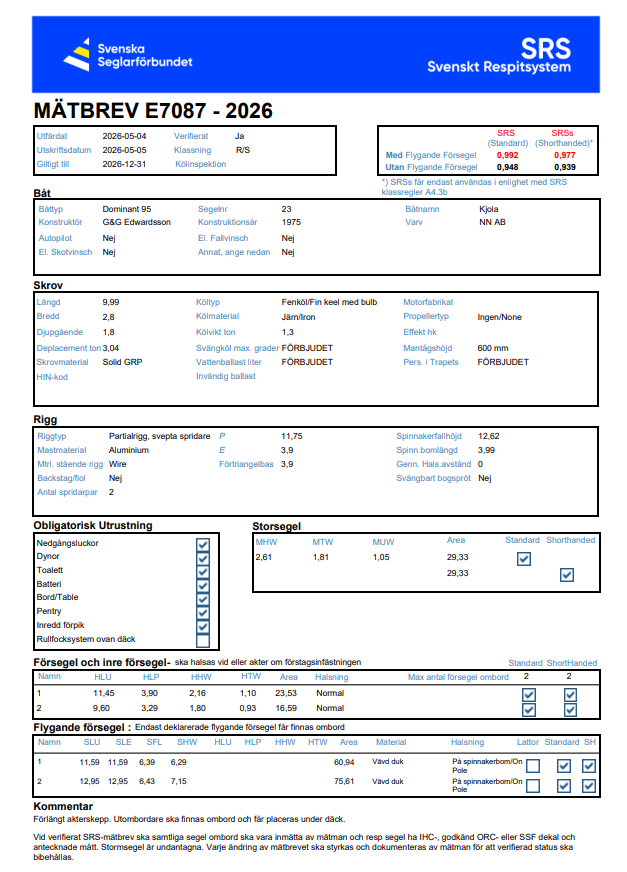 Svenska
Seglarförbundet
SRS
Svenskt Respitsystem
MÄTBREV E7087 - 2026
Utfärdat 2026-05-04 Verifierat Ja
Utskriftsdatum 2026-05-05 Klassning R/S
Giltigt till 2026-12-31 Kölinspektion
SRS SRSs
(Standard) (Shorthanded)*
Med Flygande Försegel 0,992 0,977
Utan Flygande Försegel 0,948 0,939
*) SRSs får endast användas i enlighet med SRS
klassregler A4.3b
Båt
Båttyp Dominant 95 Segelnr 23 Båtnamn Kjola
Konstruktör G&G Edwardsson Konstruktionsår 1975 Varv NN AB
Autopilot Nej El. Fallvinsch Nej
El. Skotvinsch Nej Annat, ange nedan Nej
Skrov
Längd 9,99 Költyp Fenköl/Fin keel med bulb Motorfabrikat
Bredd 2,8 Kölmaterial Järn/Iron Propellertyp Ingen/None
Djupgående 1,8 Kölvikt ton 1,3 Effekt hk
Deplacement ton 3,04 Svängköl max. grader FÖRBJUDET Mantågshöjd 600 mm
Skrovmaterial Solid GRP Vattenballast liter FÖRBJUDET Pers. i Trapets FÖRBJUDET
HIN-kod Invändig ballast
Rigg
Riggtyp Partialrigg, svepta spridare P 11,75 Spinnakerfallhöjd 12,62
Mastmaterial Aluminium E 3,9 Spinn.bomlängd 3,99
Mtrl. stående rigg Wire Förtriangelbas 3,9 Genn. Hals.avstånd 0
Backstag/fiol Nej Svängbart bogspröt Nej
Antal spridarpar 2
Obligatorisk Utrustning
Nedgångsluckor
Dynor
Toalett
Batteri
Bord/Table
Pentry
Inredd förpik
Rullfocksystem ovan däck
Storsegel
MHW MTW MUW Area Standard Shorthanded
2,61 1,81 1,05 29,33
29,33
Försegel och inre försegel- ska halsas vid eller akter om förstagsinfästningen Standard ShortHanded
Namn HLU HLP HHW HTW Area Halsning Max antal försegel ombord 2 2
1 11,45 3,90 2,16 1,10 23,53 Normal
2 9,60 3,29 1,80 0,93 16,59 Normal
Flygande försegel : Endast deklarerade flygande försegel får finnas ombord
Namn SLU SLE SFL SHW HLU HLP HHW HTW Area Material Halsning Lattor Standard SH
1 11,59 11,59 6,39 6,29 60,94 Vävd duk På spinnakerbom/On
Pole
2 12,95 12,95 6,43 7,15 75,61 Vävd duk På spinnakerbom/On
Pole
Kommentar
Förlängt akterskepp. Utombordare ska finnas ombord och får placeras under däck.
Vid verifierat SRS-mätbrev ska samtliga segel ombord ska vara inmätta av mätman och resp segel ha IHC-, godkänd ORC- eller SSF dekal och
antecknade mått. Stormsegel är undantagna. Varje ändring av mätbrevet ska styrkas och dokumenteras av mätman för att verifierad status ska
bibehållas.